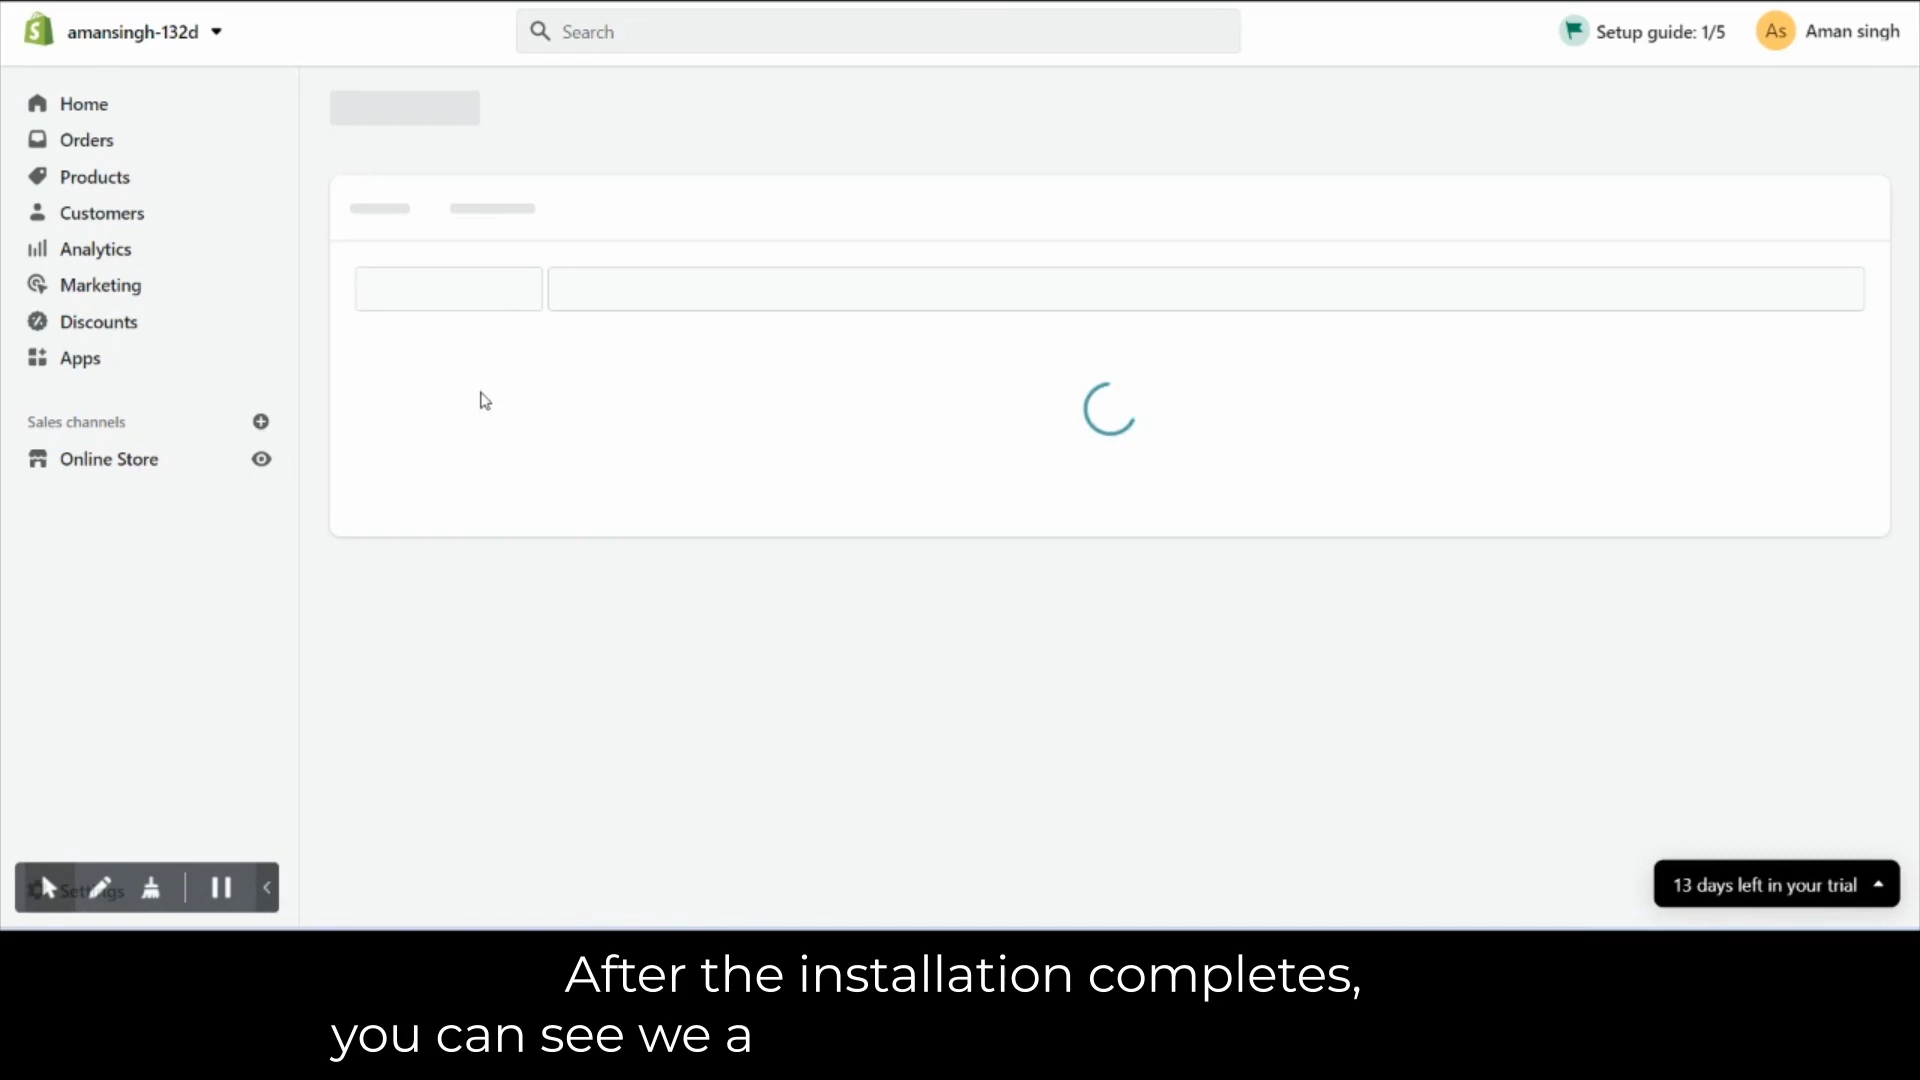 amansingh-132d
Search
Setup guide: 1/5
As
Aman singh
Home
Orders
Products
Customers
Analytics
Marketing
Discounts
Apps
Sales channels
Online Store
Settings
13 days left in your trial
After the installation completes,
you can see we a